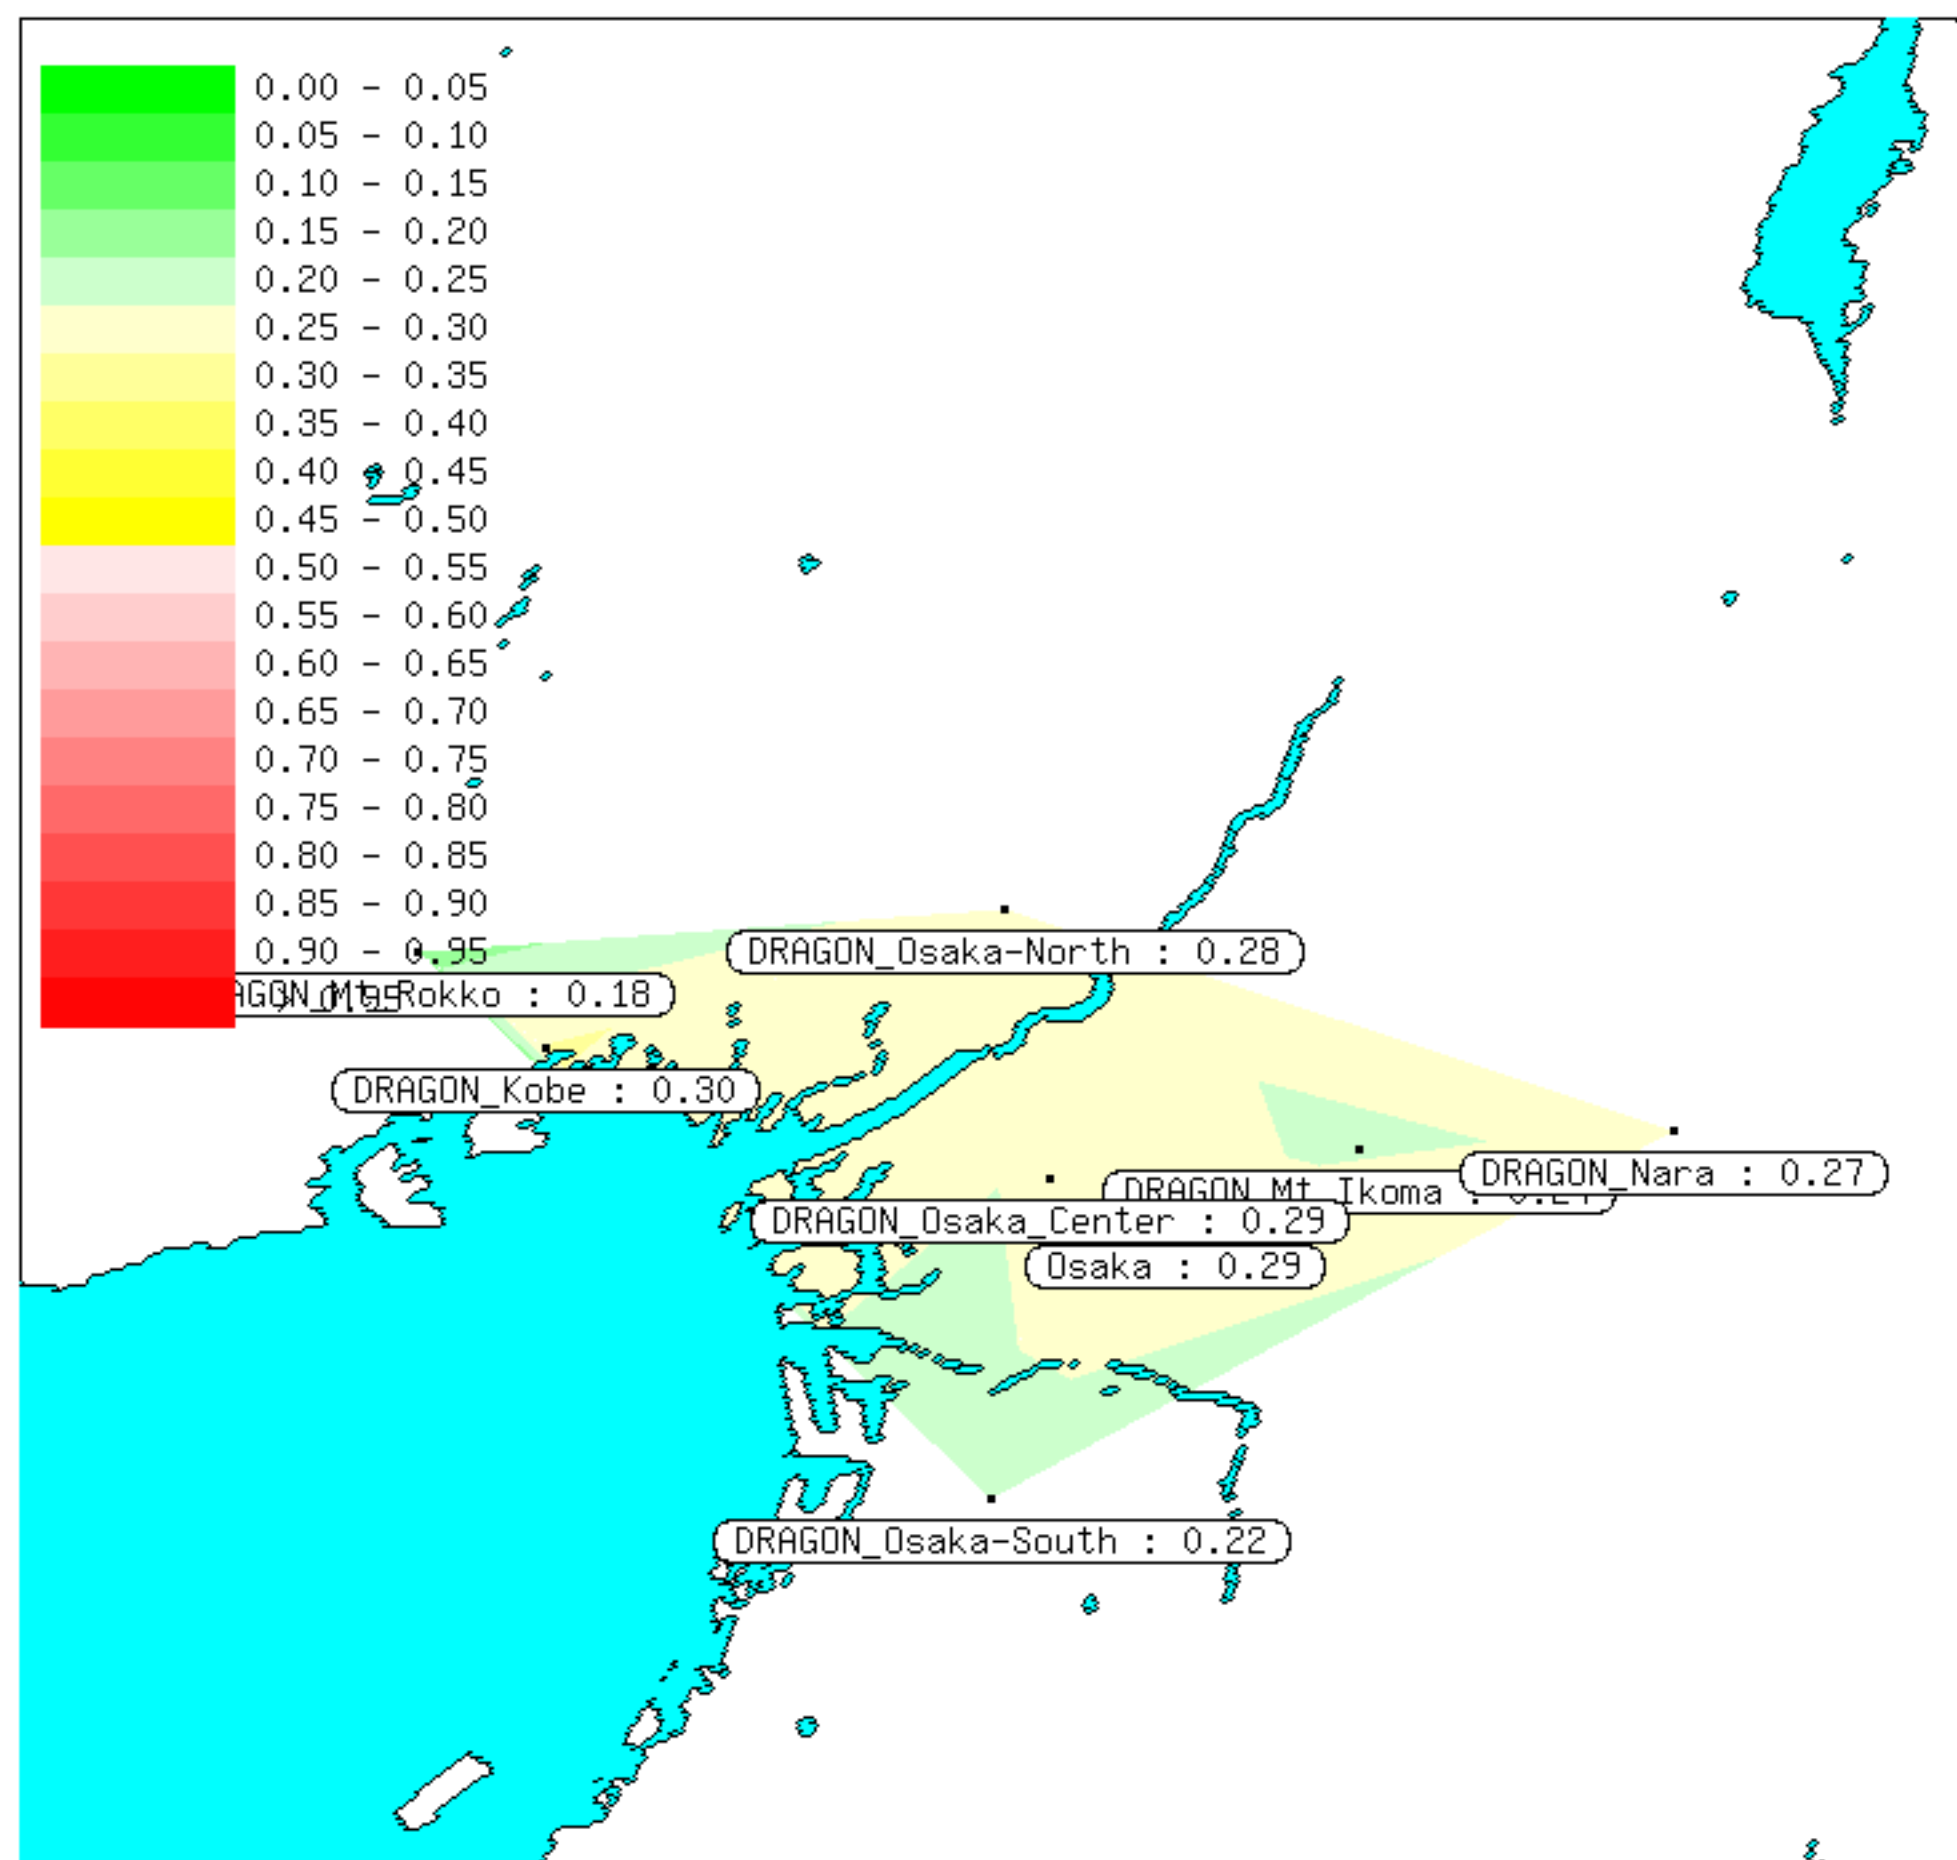 0.00 - 0.05
0.05 - 0.10
0.10 - 0.15
0.15 - 0.20
0.20 - 0.25
0.25 - 0.30
0.30 - 0.35
0.35 - 0.40
0.40 - 0.45
0.45 - 0.50
0.50 - 0.55
0.55 - 0.60
0.60 - 0.65
0.65 - 0.70
0.70 - 0.75
0.75 - 0.80
0.80 - 0.85
0.85 - 0.90
0.90 - 0.95
> 0.95
Rokko : 0.18
DRAGON_Osaka-North : 0.28
DRAGON_Kobe : 0.30
DRAGON_Nara : 0.27
DRAGON_Mt_Ikoma :
DRAGON_Osaka_Center : 0.29
Osaka : 0.29
DRAGON_Osaka-South : 0.22